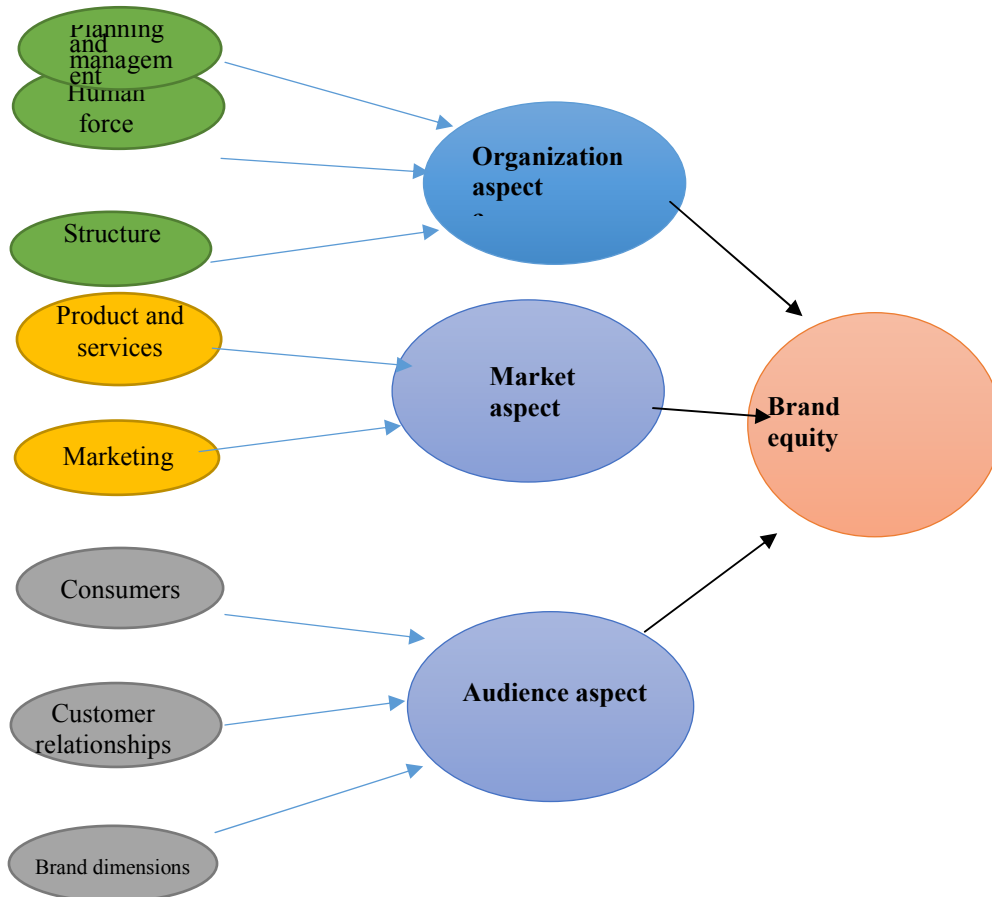 Planning
and
managem
ent
Human
force
Organization
aspect
Structure
Product and
services
Market
aspect
Brand
equity
Marketing
Consumers
Audience aspect
Customer
relationships
Brand dimensions